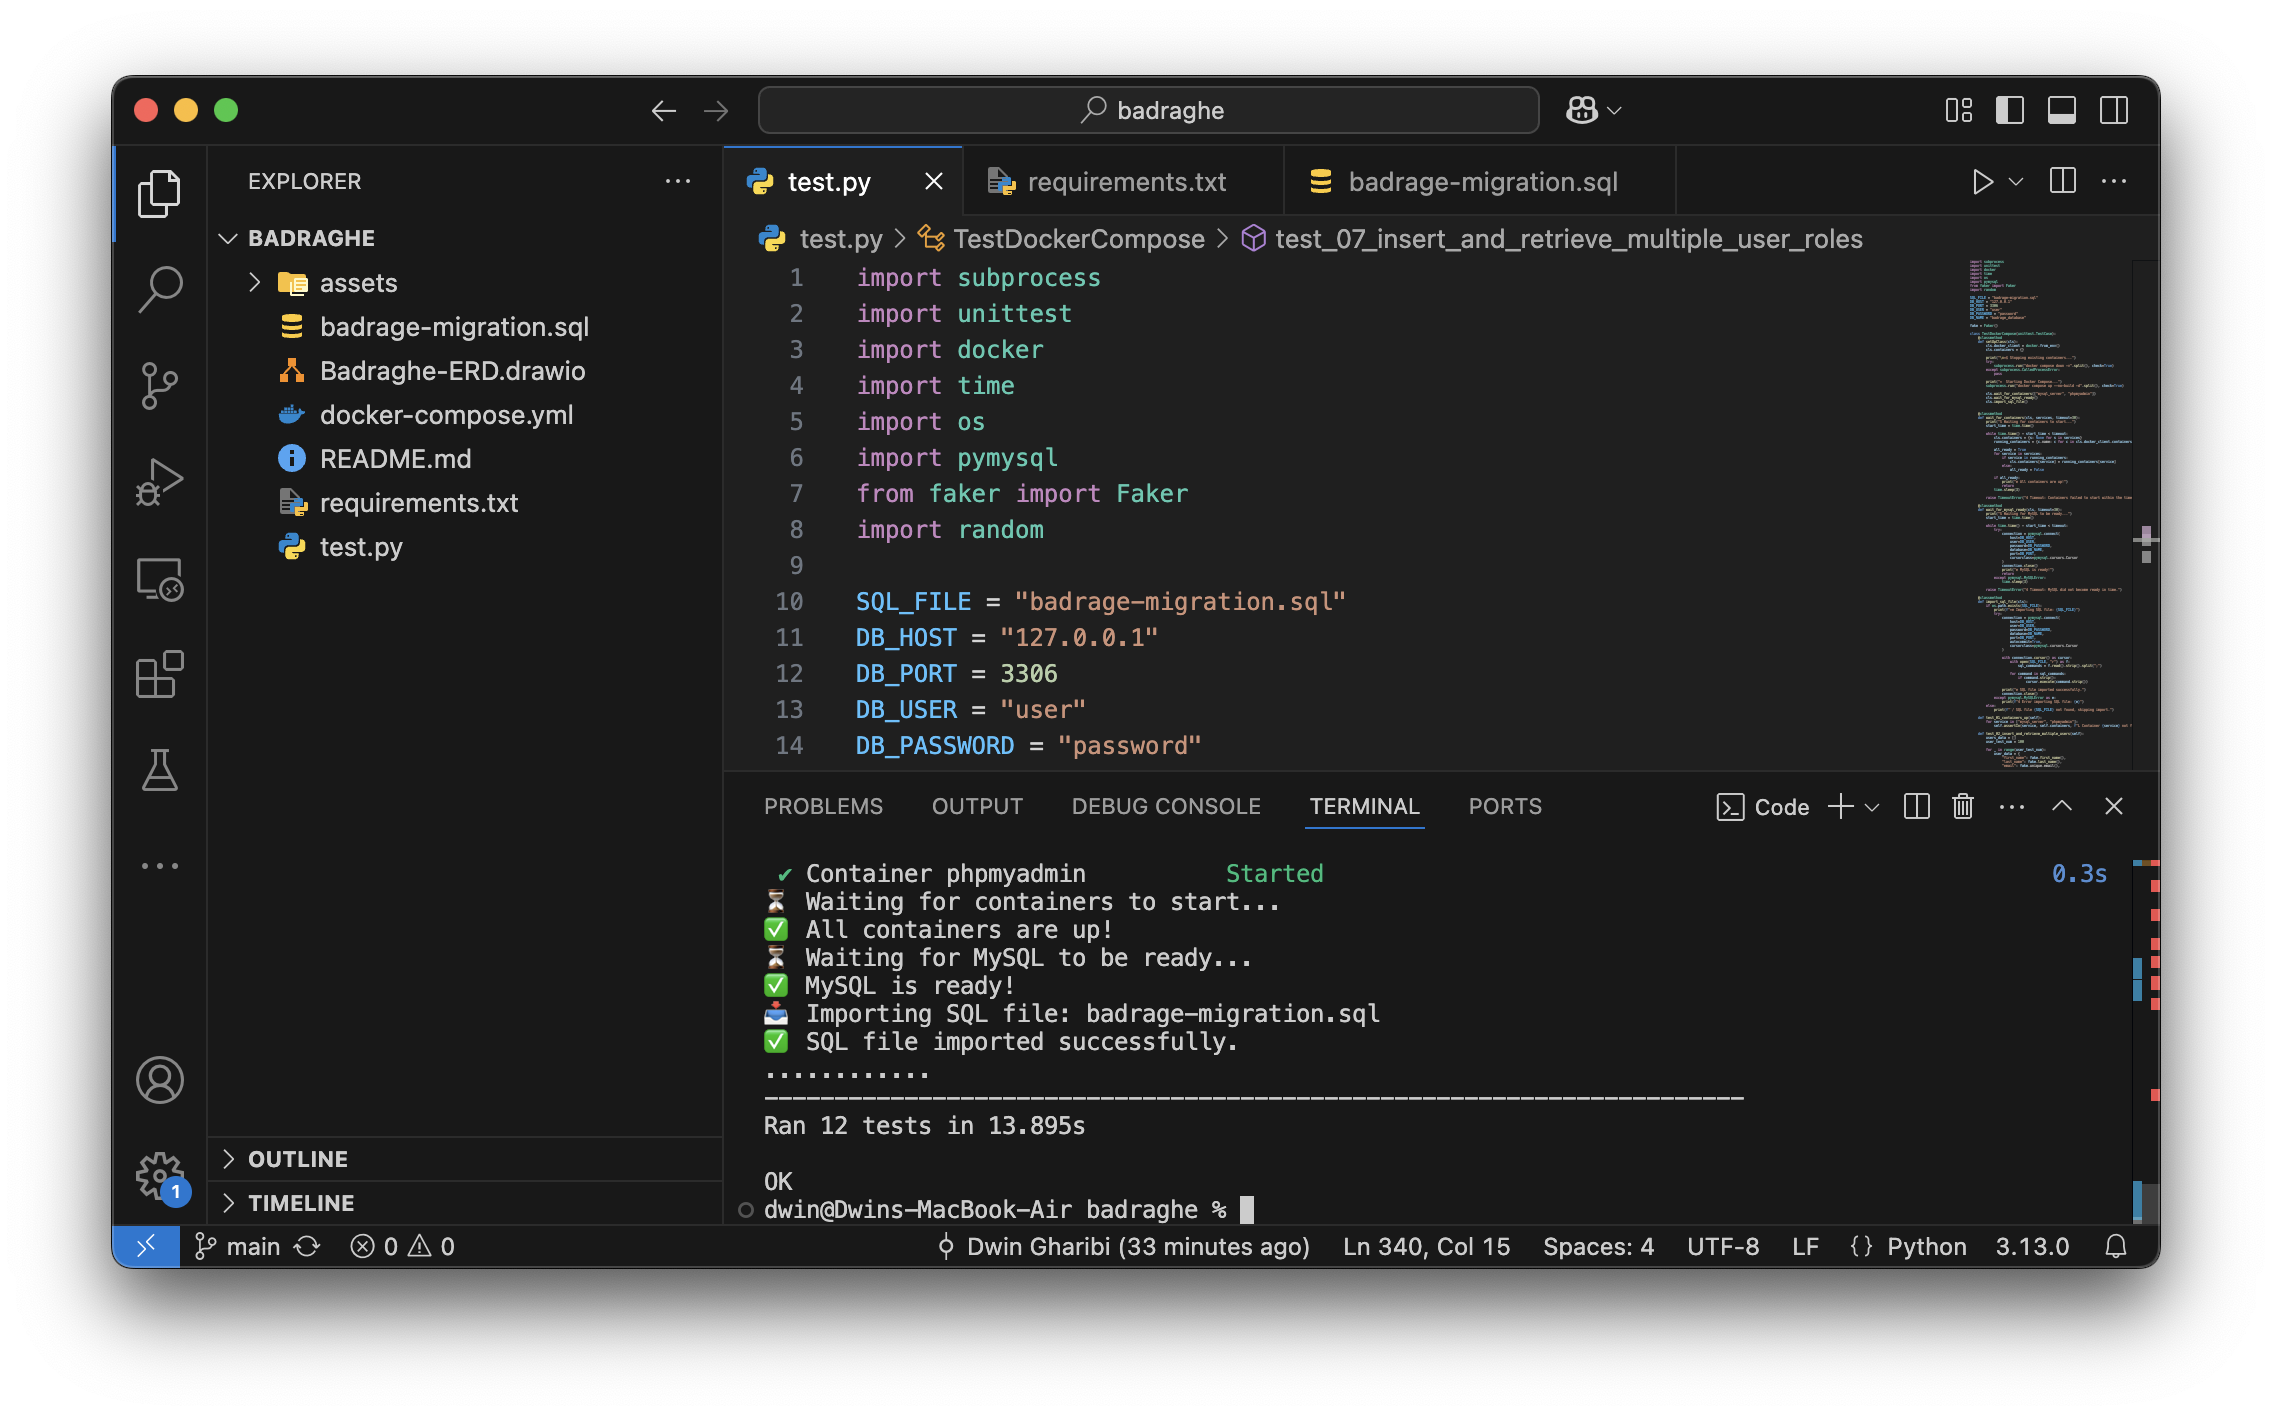 badraghe
EXPLORER
BADRAGHE
assets
badrage-migration.sql
Badraghe-ERD.drawio
docker-compose.yml
README.md
requirements.txt
test.py
OUTLINE
TIMELINE
1
test.py
requirements.txt
badrage-migration.sql
test.py > TestDockerCompose > test_07_insert_and_retrieve_multiple_user_roles
1 import subprocess
2 import unittest
3 import docker
4 import time
5 import os
6 import pymysql
7 from faker import Faker
8 import random
9
10 SQL_FILE = "badrage-migration.sql"
11 DB_HOST = "127.0.0.1"
12 DB_PORT = 3306
13 DB_USER = "user"
14 DB_PASSWORD = "password"
PROBLEMS OUTPUT DEBUG CONSOLE TERMINAL PORTS
Code
✔ Container phpmyadmin Started 0.3s
⏳ Waiting for containers to start...
✅ All containers are up!
⏳ Waiting for MySQL to be ready...
✅ MySQL is ready!
📥 Importing SQL file: badrage-migration.sql
✅ SQL file imported successfully.
............
----------------------------------------------------------------------
Ran 12 tests in 13.895s
OK
dwin@Dwins-MacBook-Air badraghe %
main 0 0 Dwin Gharibi (33 minutes ago) Ln 340, Col 15 Spaces: 4 UTF-8 LF {} Python 3.13.0